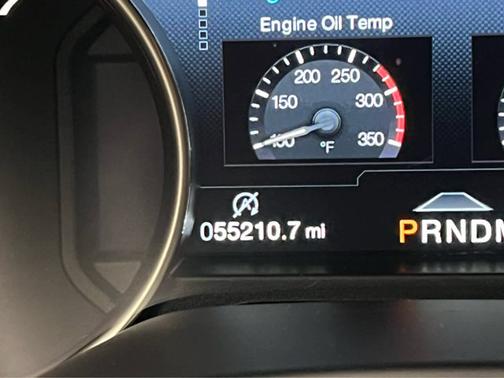 Engine Oil Temp
200 250
150 300
100 °F 350
055210.7 mi
PRNDM